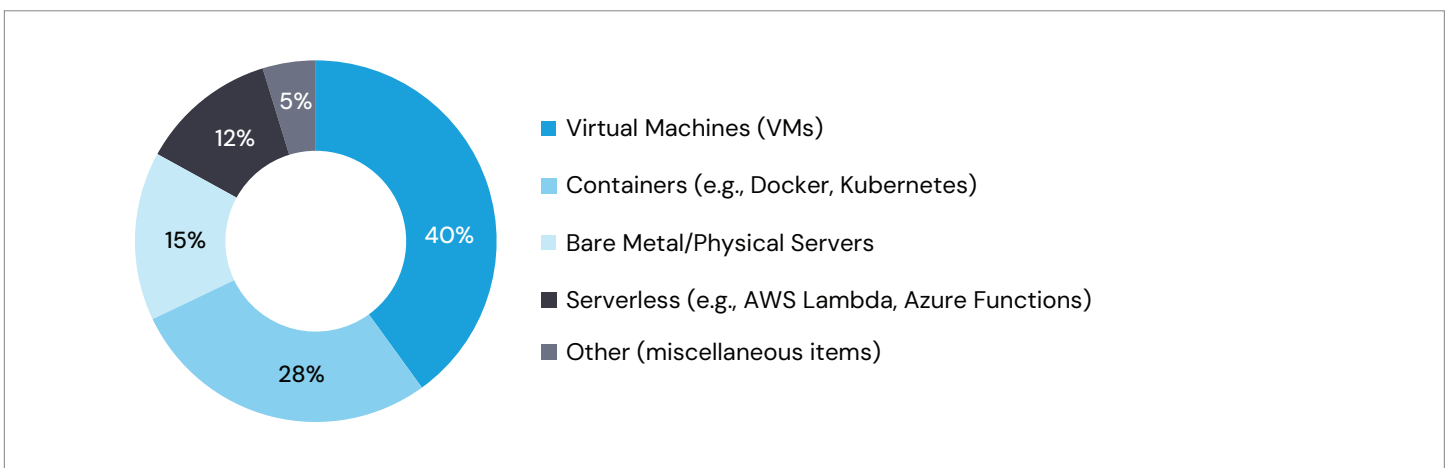 5%
12%
40%
15%
28%
Virtual Machines (VMs)
Containers (e.g., Docker, Kubernetes)
Bare Metal/Physical Servers
Serverless (e.g., AWS Lambda, Azure Functions)
Other (miscellaneous items)